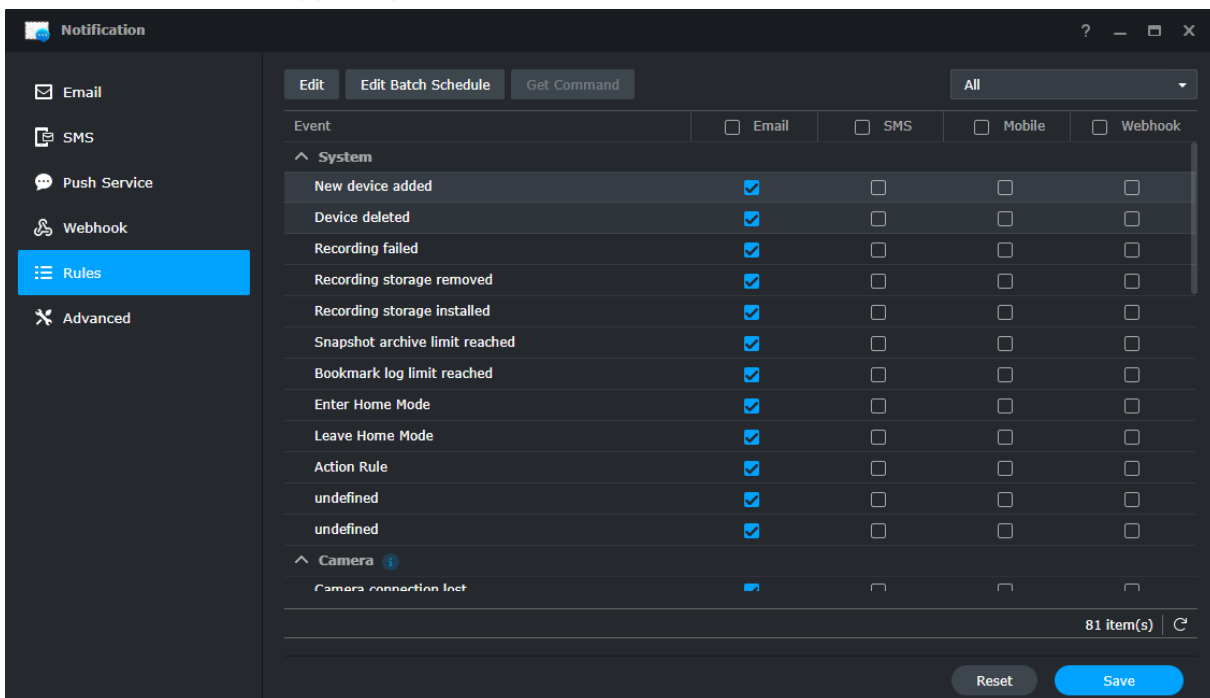 Notification
?
Email
SMS
Push Service
Webhook
Rules
Advanced
Edit Edit Batch Schedule Get Command All
Event Email SMS Mobile Webhook
System
New device added
Device deleted
Recording failed
Recording storage removed
Recording storage installed
Snapshot archive limit reached
Bookmark log limit reached
Enter Home Mode
Leave Home Mode
Action Rule
undefined
undefined
Camera i
Camera connection lost
81 item(s)
Reset Save